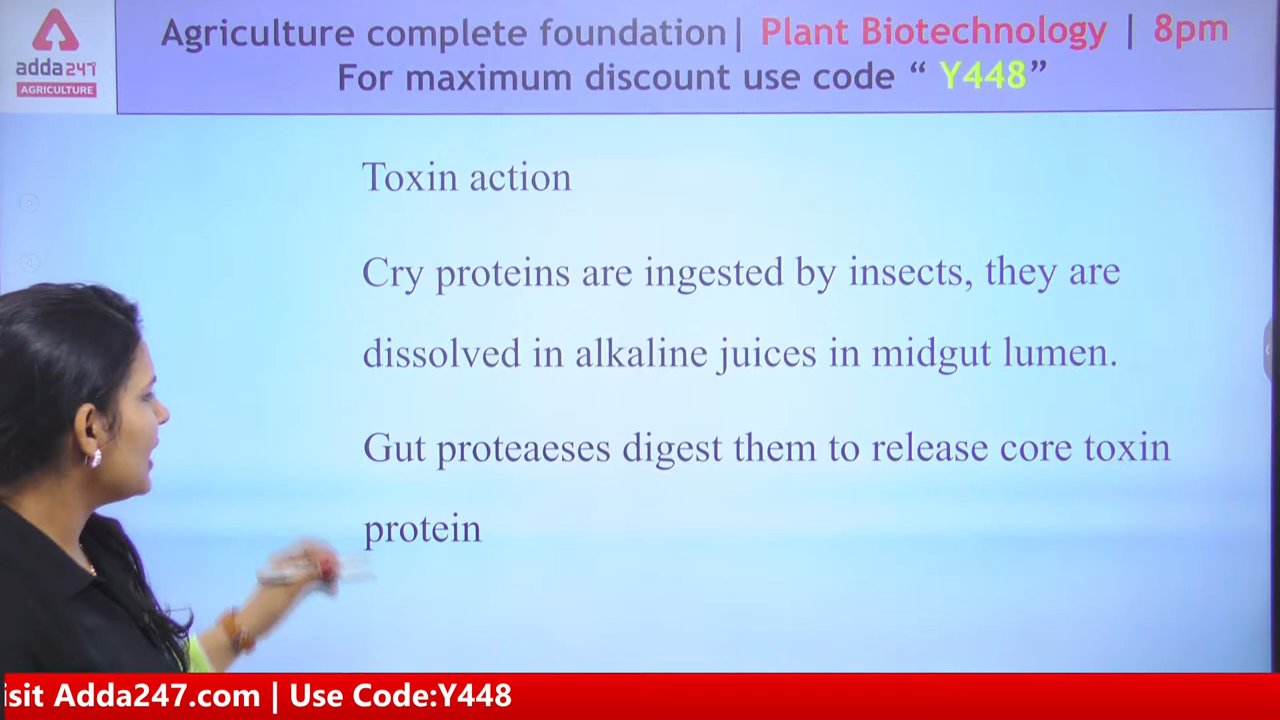 Agriculture complete foundation| Plant Biotechnology | 8pm
For maximum discount use code “ Y448”
adda247
AGRICULTURE
Toxin action
Cry proteins are ingested by insects, they are
dissolved in alkaline juices in midgut lumen.
Gut proteaeses digest them to release core toxin
protein
isit Adda247.com | Use Code:Y448